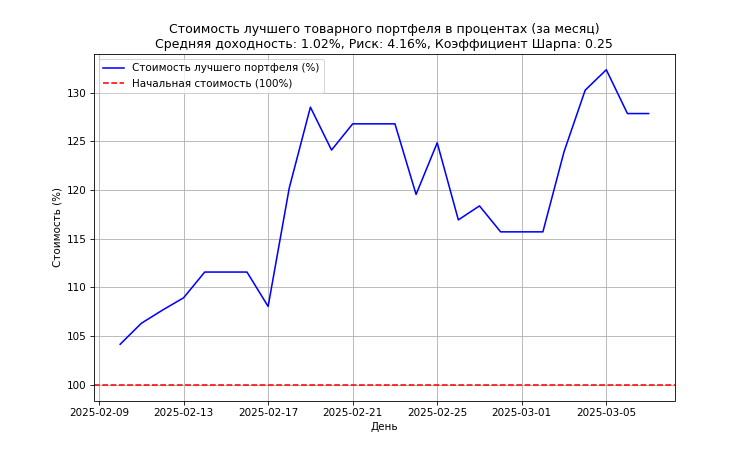 Стоимость лучшего товарного портфеля в процентах (за месяц)
Средняя доходность: 1.02%, Риск: 4.16%, Коэффициент Шарпа: 0.25
Стоимость лучшего портфеля (%)
Начальная стоимость (100%)
Стоимость (%)
130
125
120
115
110
105
100
2025-02-09 2025-02-13 2025-02-17 2025-02-21 2025-02-25 2025-03-01 2025-03-05
День